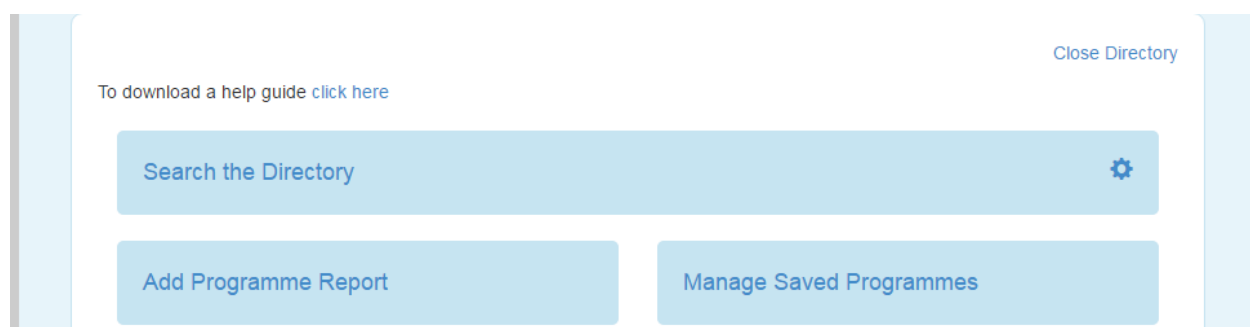 Close Directory
To download a help guide click here
Search the Directory
Add Programme Report
Manage Saved Programmes